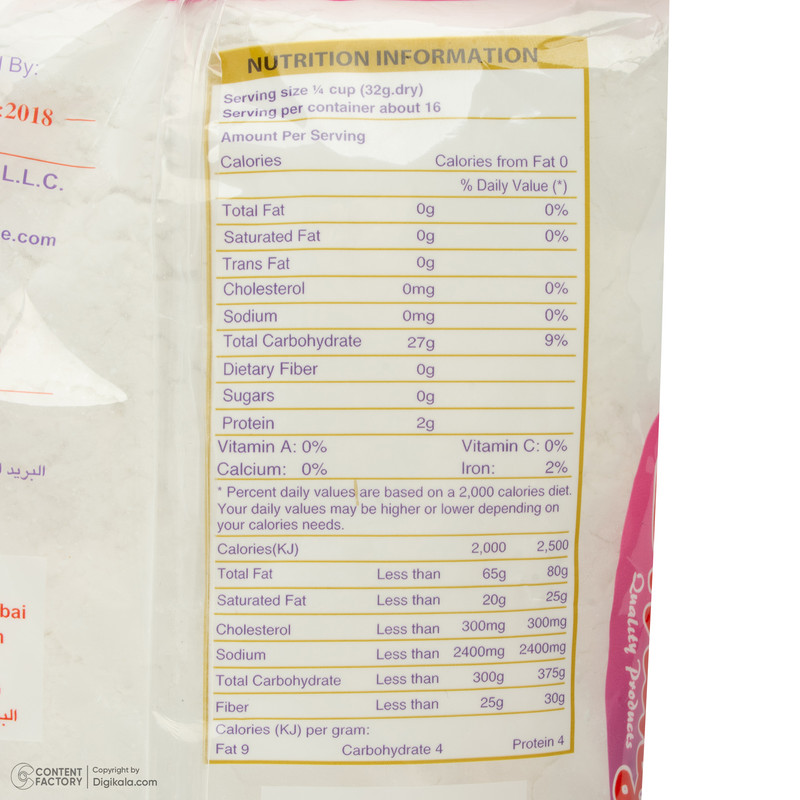 By:
2018
L.L.C.
e.com
البريد
bai
NUTRITION INFORMATION
Serving size ¼ cup (32g.dry)
Serving per container about 16
Amount Per Serving
Calories Calories from Fat 0
% Daily Value (*)
Total Fat 0g 0%
Saturated Fat 0g 0%
Trans Fat 0g
Cholesterol 0mg 0%
Sodium 0mg 0%
Total Carbohydrate 27g 9%
Dietary Fiber 0g
Sugars 0g
Protein 2g
Vitamin A: 0% Vitamin C: 0%
Calcium: 0% Iron: 2%
* Percent daily values are based on a 2,000 calories diet.
Your daily values may be higher or lower depending on
your calories needs.
Calories(KJ) 2,000 2,500
Total Fat Less than 65g 80g
Saturated Fat Less than 20g 25g
Cholesterol Less than 300mg 300mg
Sodium Less than 2400mg 2400mg
Total Carbohydrate Less than 300g 375g
Fiber Less than 25g 30g
Calories (KJ) per gram:
Fat 9 Carbohydrate 4 Protein 4
Quality Products
CONTENT FACTORY
Copyright by
Digikala.com